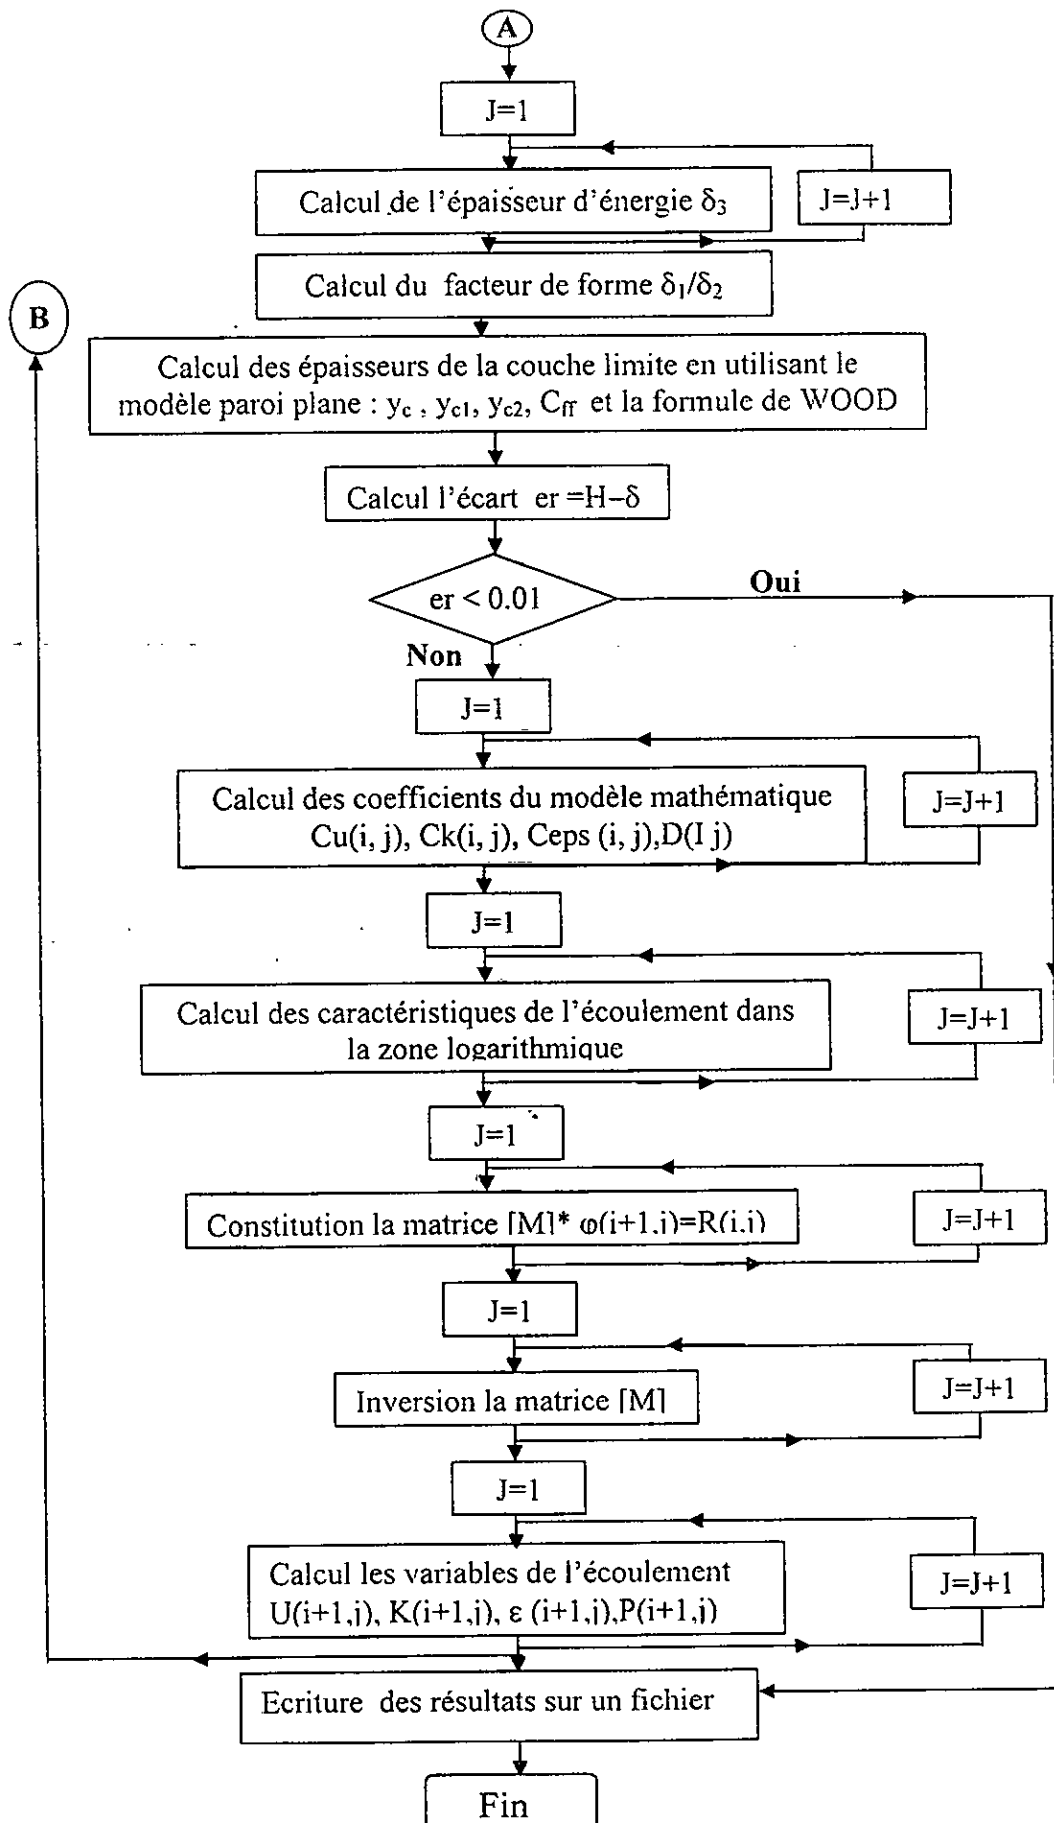 A
J=1
Calcul de l'épaisseur d'énergie δ₃
J=J+1
Calcul du facteur de forme δ₁/δ₂
B
Calcul des épaisseurs de la couche limite en utilisant le
modèle paroi plane : y_c , y_c1, y_c2, C_ff et la formule de WOOD
Calcul l'écart er =H–δ
er < 0.01
Oui
Non
J=1
Calcul des coefficients du modèle mathématique
Cu(i, j), Ck(i, j), Ceps (i, j),D(I j)
J=J+1
J=1
Calcul des caractéristiques de l'écoulement dans
la zone logarithmique
J=J+1
J=1
Constitution la matrice [M]* φ(i+1,j)=R(i,j)
J=J+1
J=1
Inversion la matrice [M]
J=J+1
J=1
Calcul les variables de l'écoulement
U(i+1,j), K(i+1,j), ε (i+1,j),P(i+1,j)
J=J+1
Ecriture des résultats sur un fichier
Fin